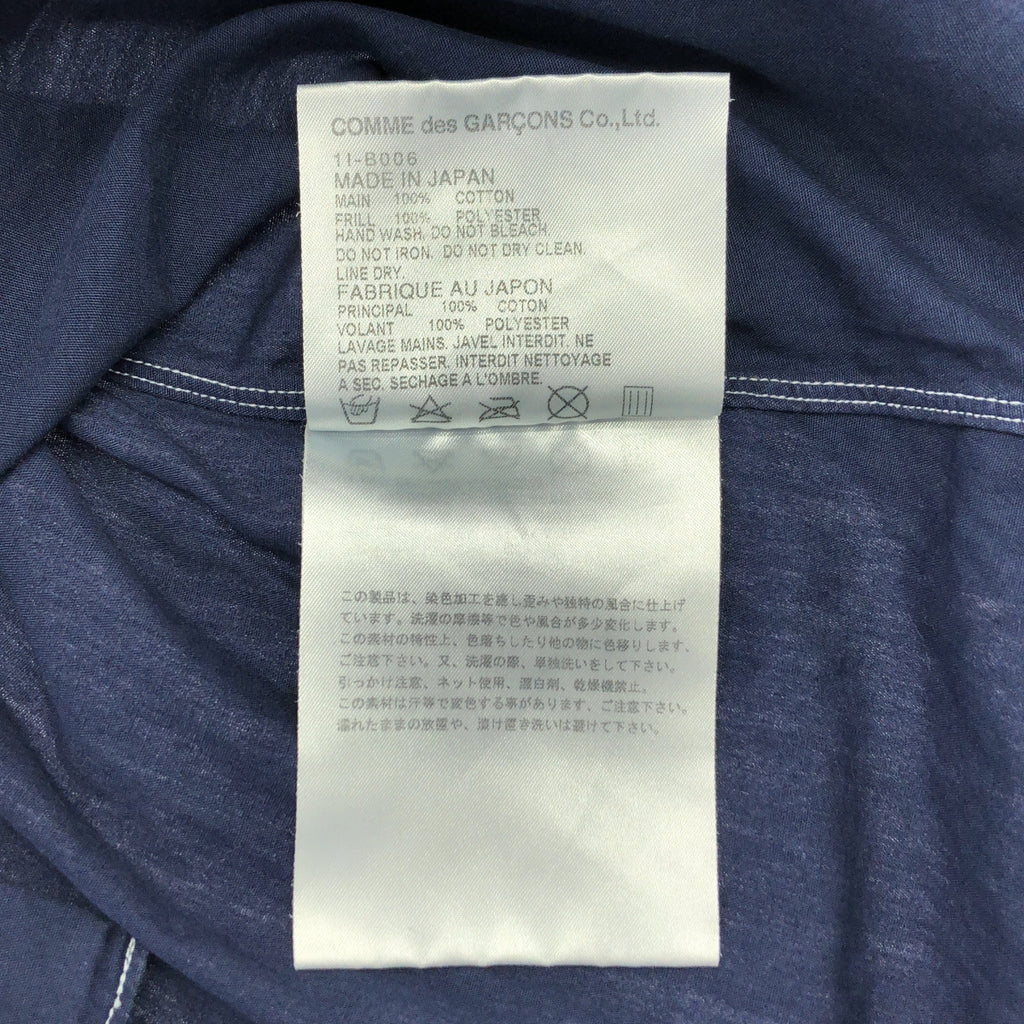 COMME des GARÇONS Co.,Ltd.
1I-B006
MADE IN JAPAN
MAIN 100% COTTON
FRILL 100% POLYESTER
HAND WASH. DO NOT BLEACH
DO NOT IRON. DO NOT DRY CLEAN.
LINE DRY.
FABRIQUE AU JAPON
PRINCIPAL 100% COTON
VOLANT 100% POLYESTER
LAVAGE MAINS. JAVEL INTERDIT. NE
PAS REPASSER. INTERDIT NETTOYAGE
A SEC. SECHAGE A L'OMBRE.
この製品は、染色加工を施し歪みや独特の風合に仕上げ
ています。洗濯の摩擦等で色や風合が多少変化します。
この素材の特性上、色落ちしたり他の物に色移りします、
ご注意下さい。又、洗濯の際、単独洗いをして下さい。
引っかけ注意、ネット使用、漂白剤、乾燥機禁止。
この素材は汗等で変色する事があります、ご注意下さい。
濡れたままの放置や、漬け置き洗いは避けて下さい。